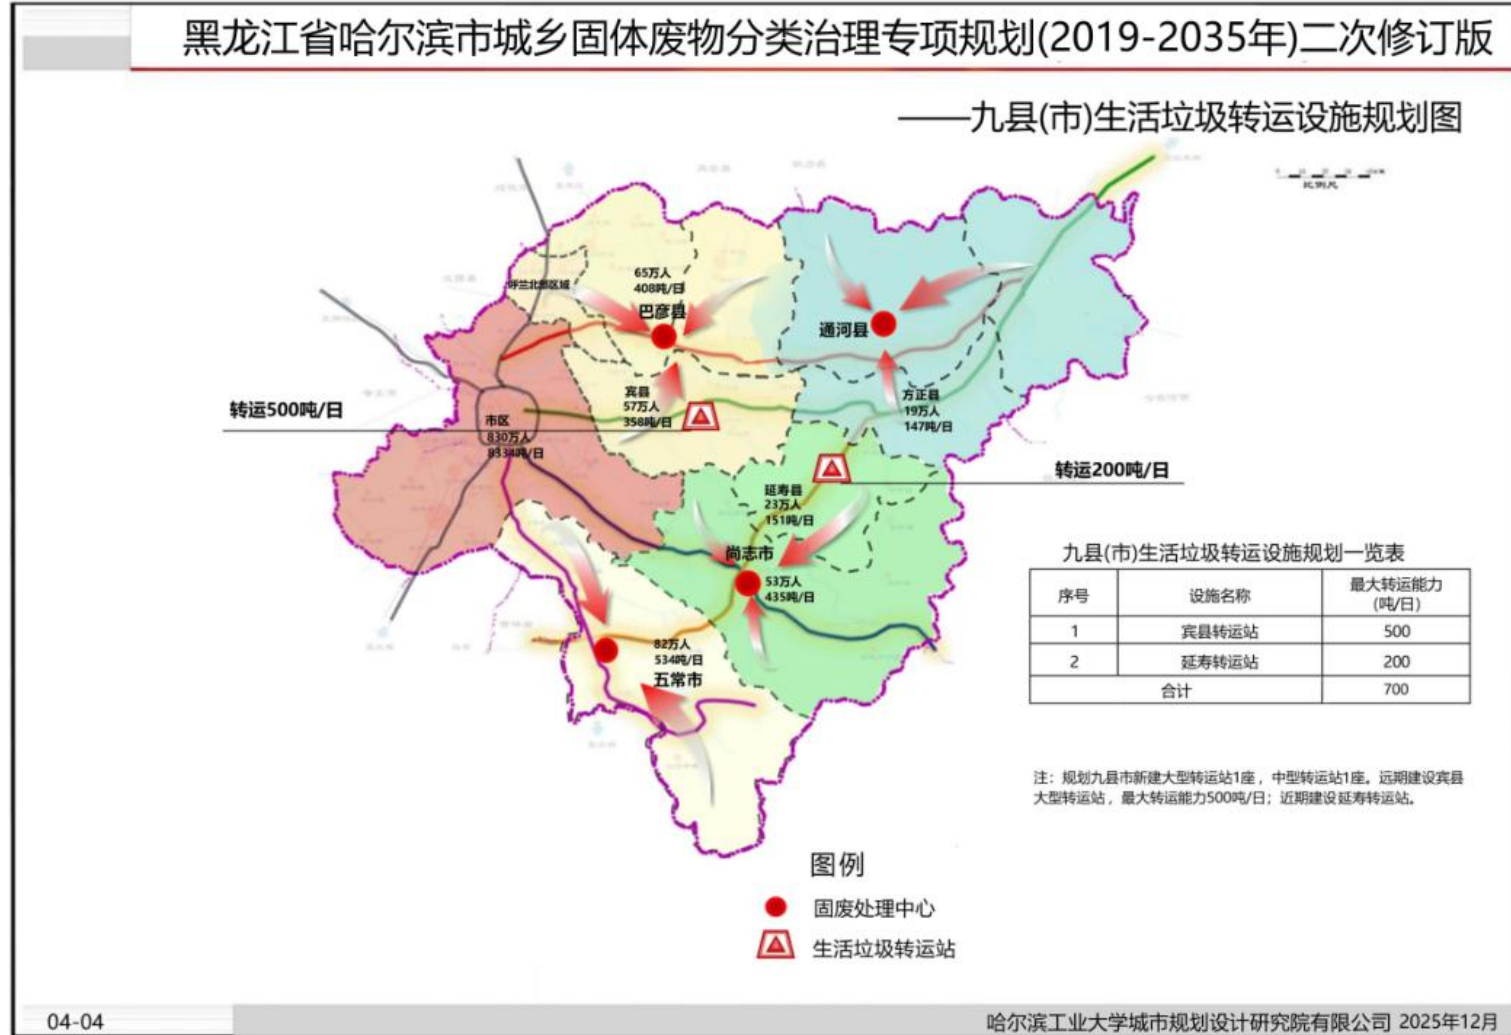 黑龙江省哈尔滨市城乡固体废物分类治理专项规划(2019-2035年)二次修订版
——九县(市)生活垃圾转运设施规划图
比例尺
呼兰北部区域
65万人
408吨/日
巴彦县
通河县
宾县
57万人
358吨/日
方正县
19万人
147吨/日
转运500吨/日
市区
830万人
8334吨/日
转运200吨/日
延寿县
23万人
151吨/日
尚志市
53万人
435吨/日
82万人
534吨/日
五常市
九县(市)生活垃圾转运设施规划一览表
序号 设施名称 最大转运能力
(吨/日)
1 宾县转运站 500
2 延寿转运站 200
合计 700
注：规划九县市新建大型转运站1座，中型转运站1座。远期建设宾县
大型转运站，最大转运能力500吨/日；近期建设延寿转运站。
图例
固废处理中心
生活垃圾转运站
04-04
哈尔滨工业大学城市规划设计研究院有限公司 2025年12月